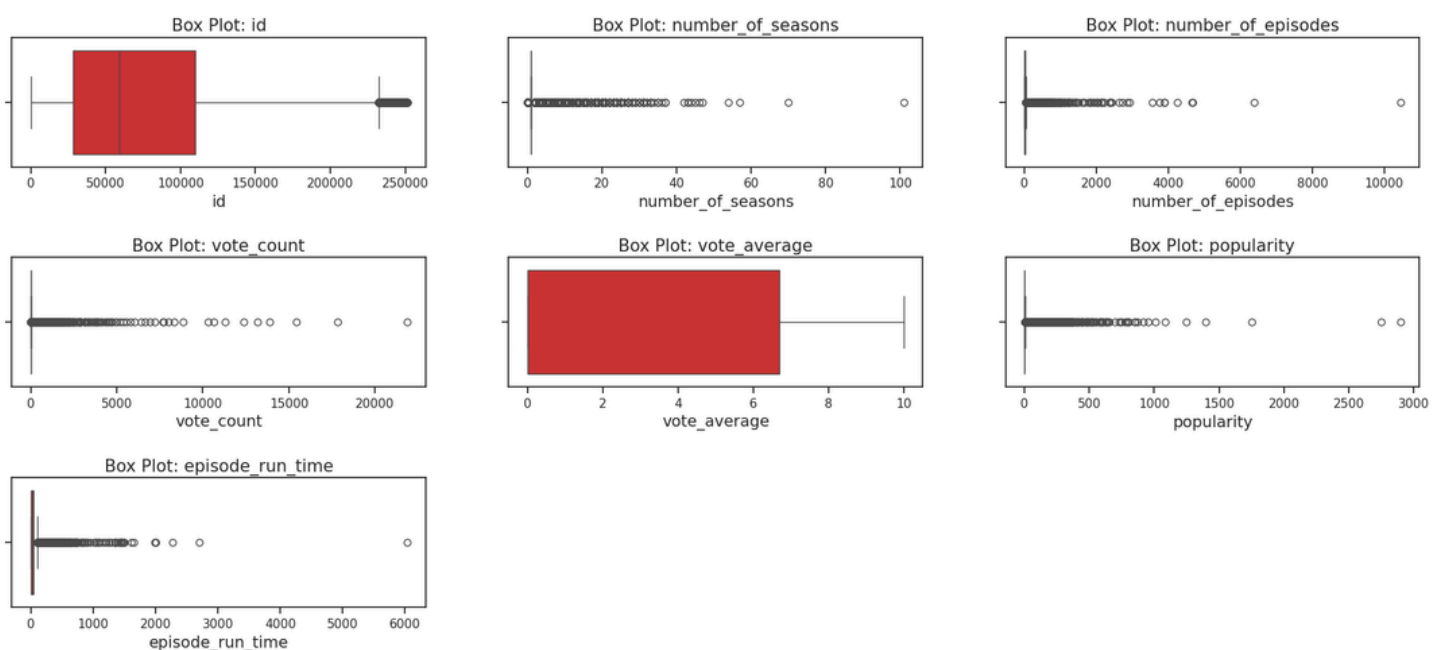 Box Plot: id
Box Plot: number_of_seasons
Box Plot: number_of_episodes
0 50000 100000 150000 200000 250000
0 20 40 60 80 100
0 2000 4000 6000 8000 10000
id
number_of_seasons
number_of_episodes
Box Plot: vote_count
Box Plot: vote_average
Box Plot: popularity
0 5000 10000 15000 20000
0 2 4 6 8 10
0 500 1000 1500 2000 2500 3000
vote_count
vote_average
popularity
Box Plot: episode_run_time
0 1000 2000 3000 4000 5000 6000
episode_run_time